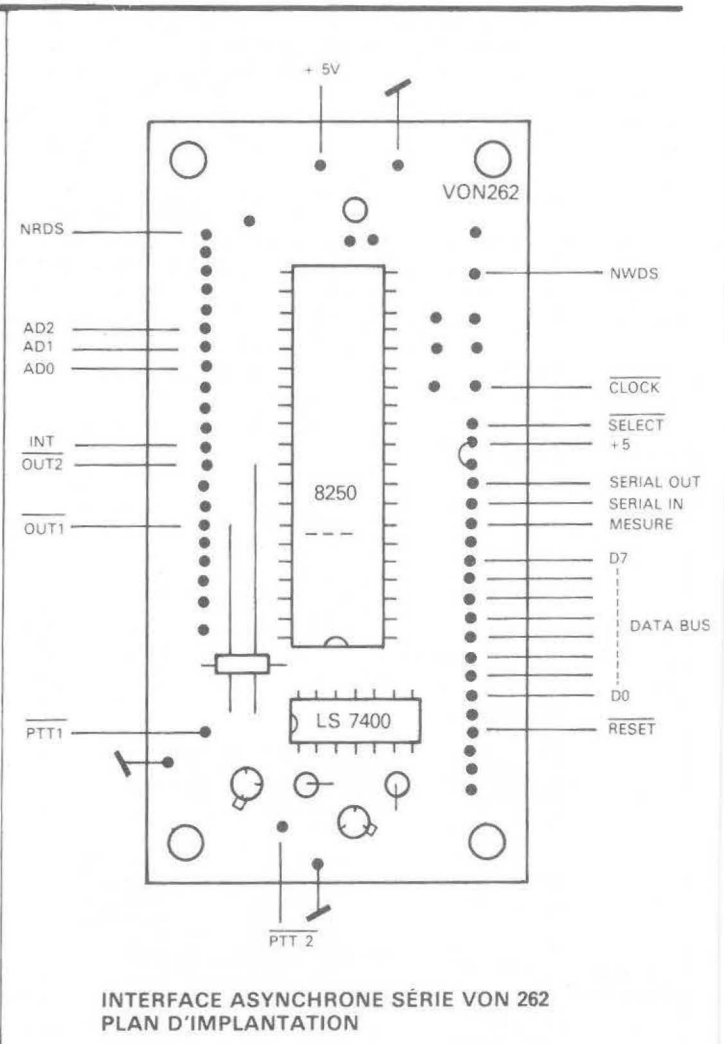 + 5V
VON262
NRDS
NWDS
AD2
AD1
AD0
CLOCK
SELECT
+5
INT
OUT2
SERIAL OUT
SERIAL IN
MESURE
OUT1
8250
D7
DATA BUS
D0
LS 7400
RESET
PTT1
PTT 2
INTERFACE ASYNCHRONE SÉRIE VON 262
PLAN D'IMPLANTATION